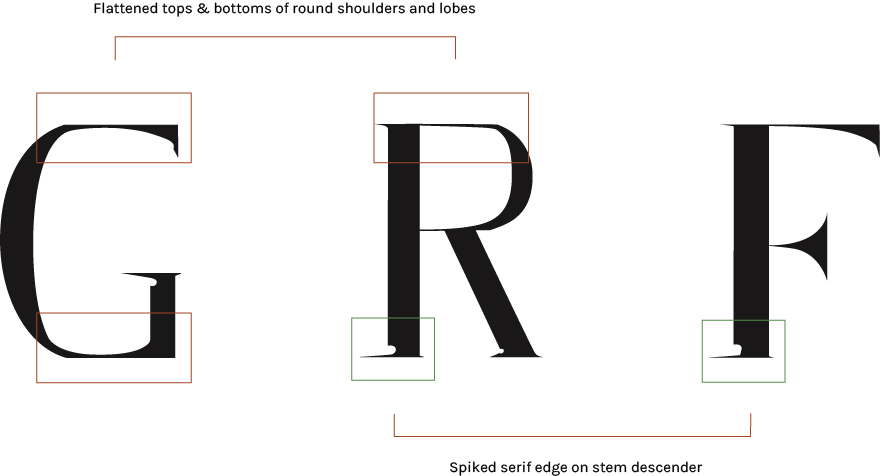 Flattened tops & bottoms of round shoulders and lobes
G R F
Spiked serif edge on stem descender